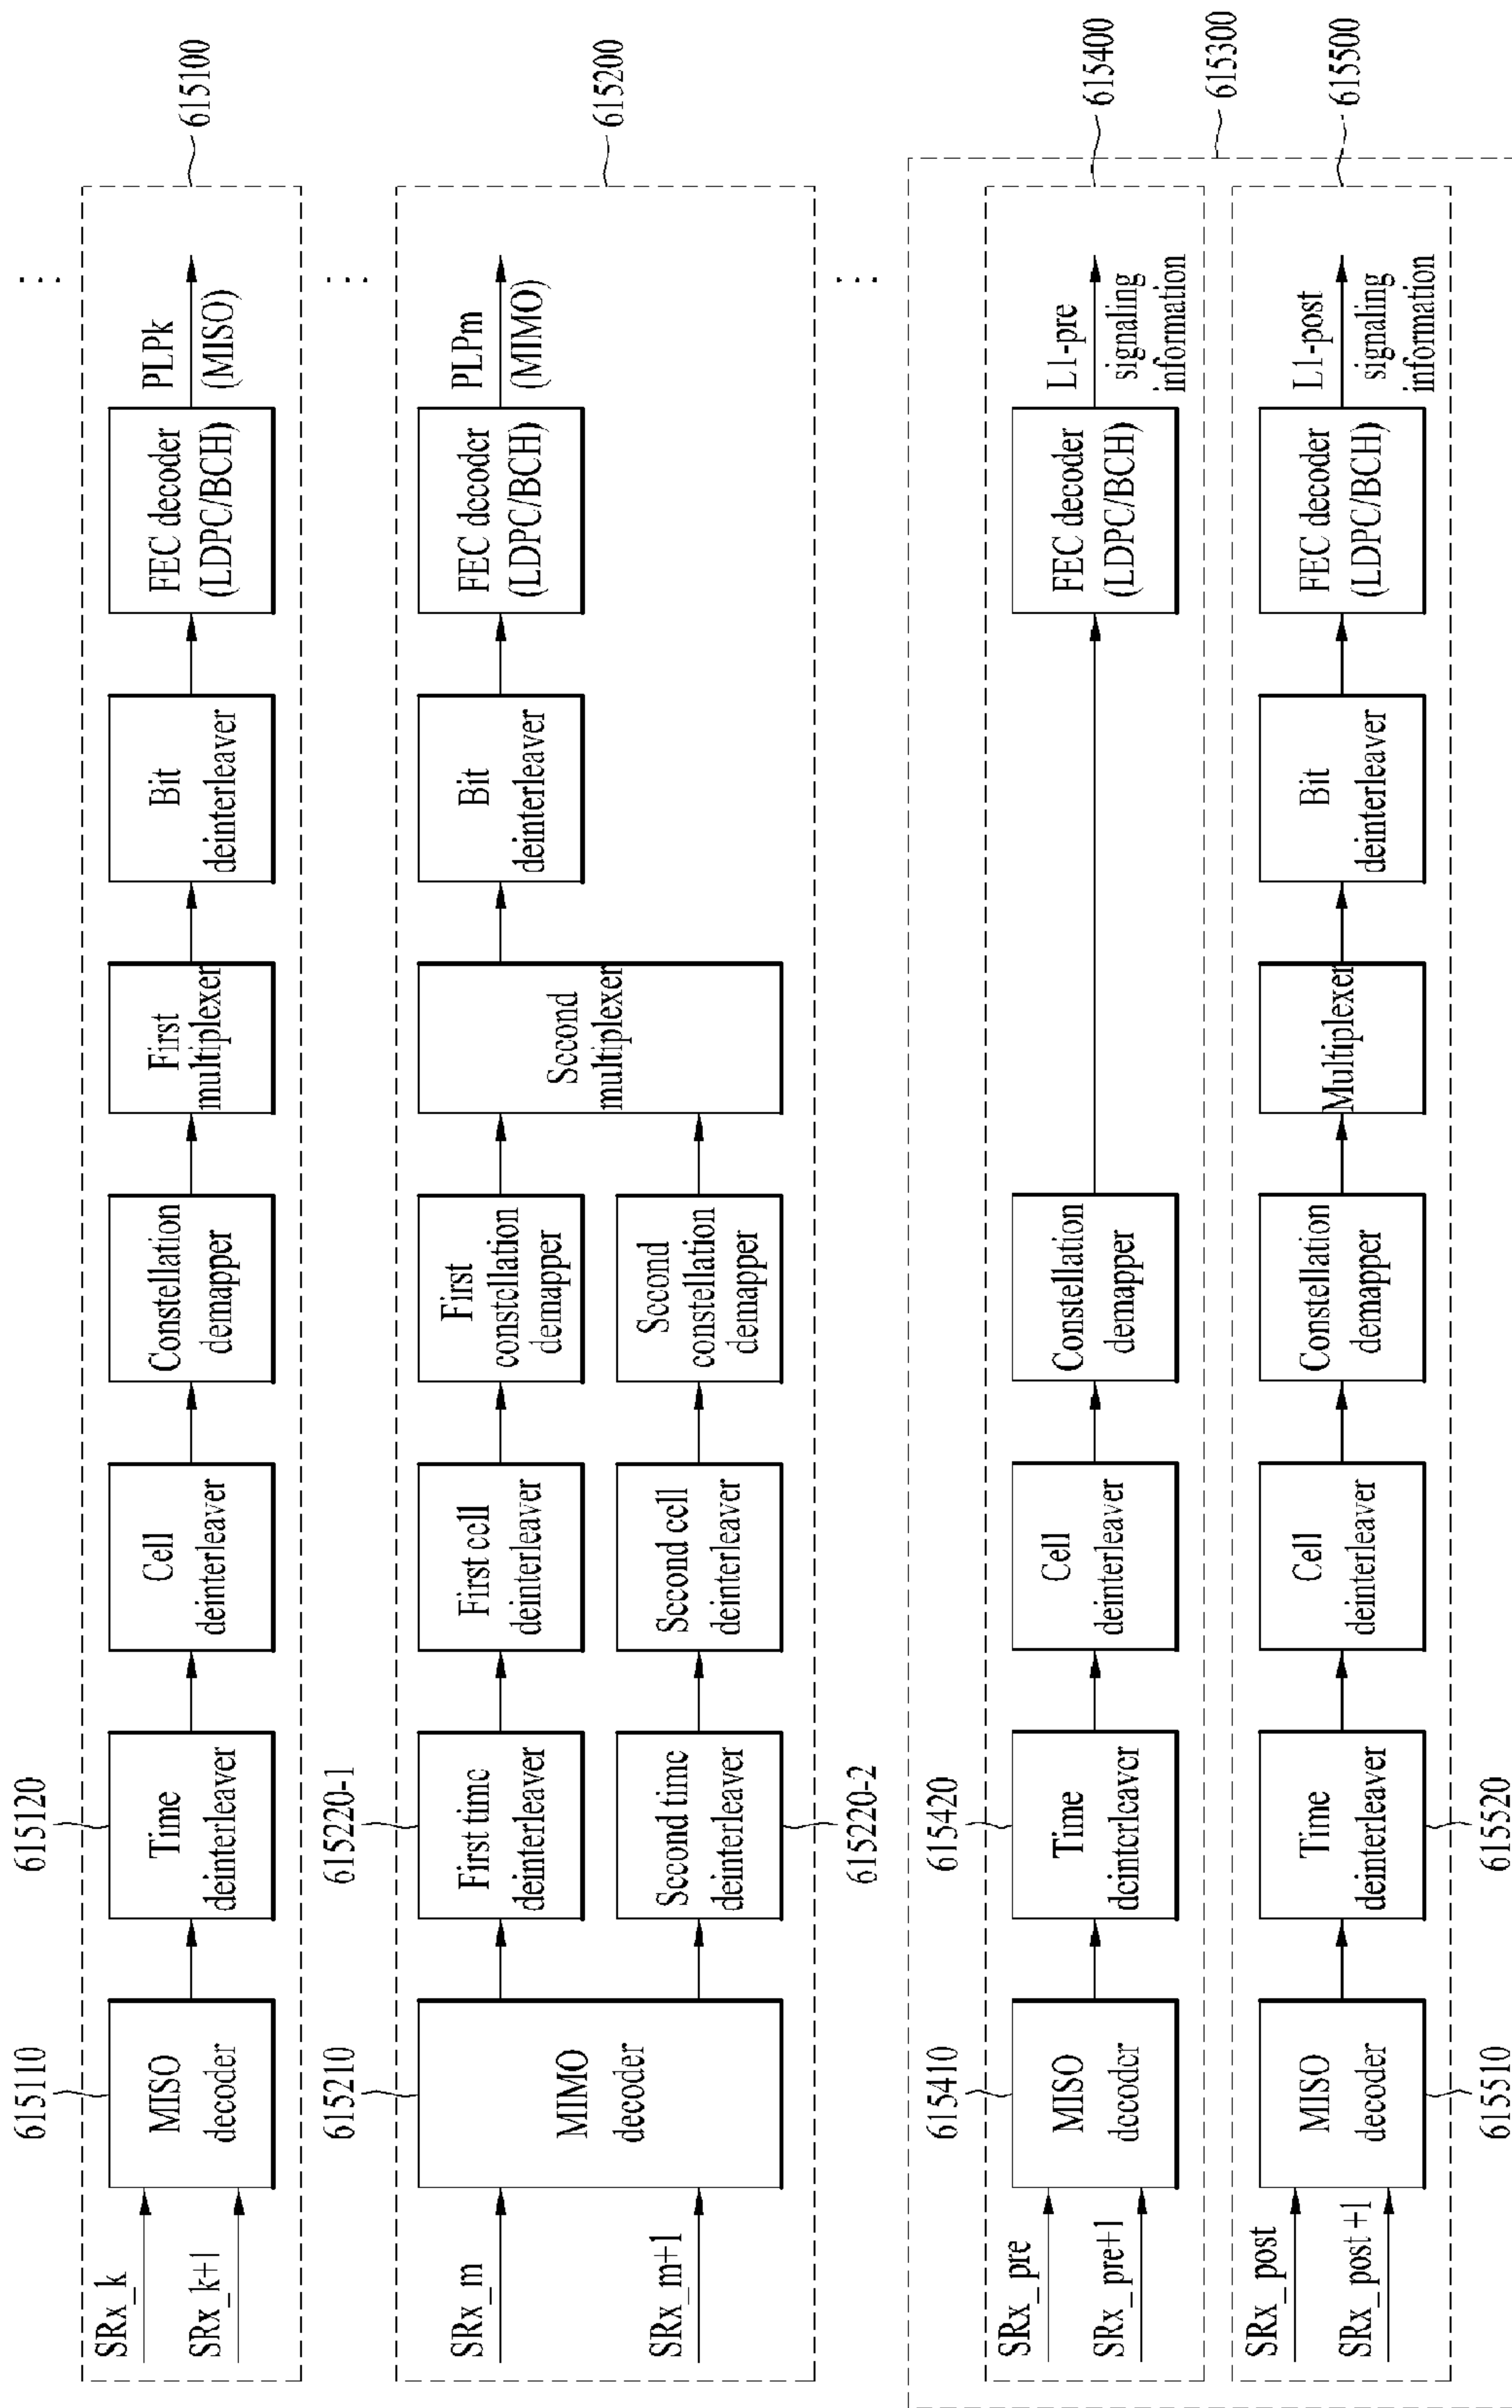 615110
615120
SRx_k
SRx_k+1
MISO
decoder
Time
deinterleaver
Cell
deinterleaver
Constellation
demapper
First
multiplexer
Bit
deinterleaver
FEC decoder
(LDPC/BCH)
PLPk
(MISO)
615100
615210
615220-1
SRx_m
SRx_m+1
MIMO
decoder
First time
deinterleaver
First cell
deinterleaver
First
constellation
demapper
Second time
deinterleaver
Second cell
deinterleaver
Second
constellation
demapper
Second
multiplexer
Bit
deinterleaver
FEC decoder
(LDPC/BCH)
PLPm
(MIMO)
615200
615220-2
615410
615420
SRx_pre
SRx_pre+1
MISO
decoder
Time
deinterleaver
Cell
deinterleaver
Constellation
demapper
FEC decoder
(LDPC/BCH)
L1-pre
signaling
information
615400
615300
SRx_post
SRx_post +1
MISO
decoder
Time
deinterleaver
Cell
deinterleaver
Constellation
demapper
Multiplexer
Bit
deinterleaver
FEC decoder
(LDPC/BCH)
L1-post
signaling
information
615500
615510
615520
...
...
...